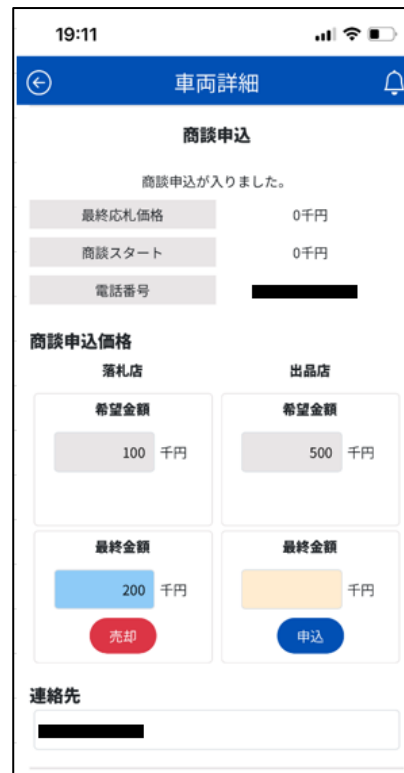 19:11
車両詳細
商談申込
商談申込が入りました。
最終応札価格 0千円
商談スタート 0千円
電話番号
商談申込価格
落札店 出品店
希望金額 希望金額
100 千円 500 千円
最終金額 最終金額
200 千円 千円
売却 申込
連絡先